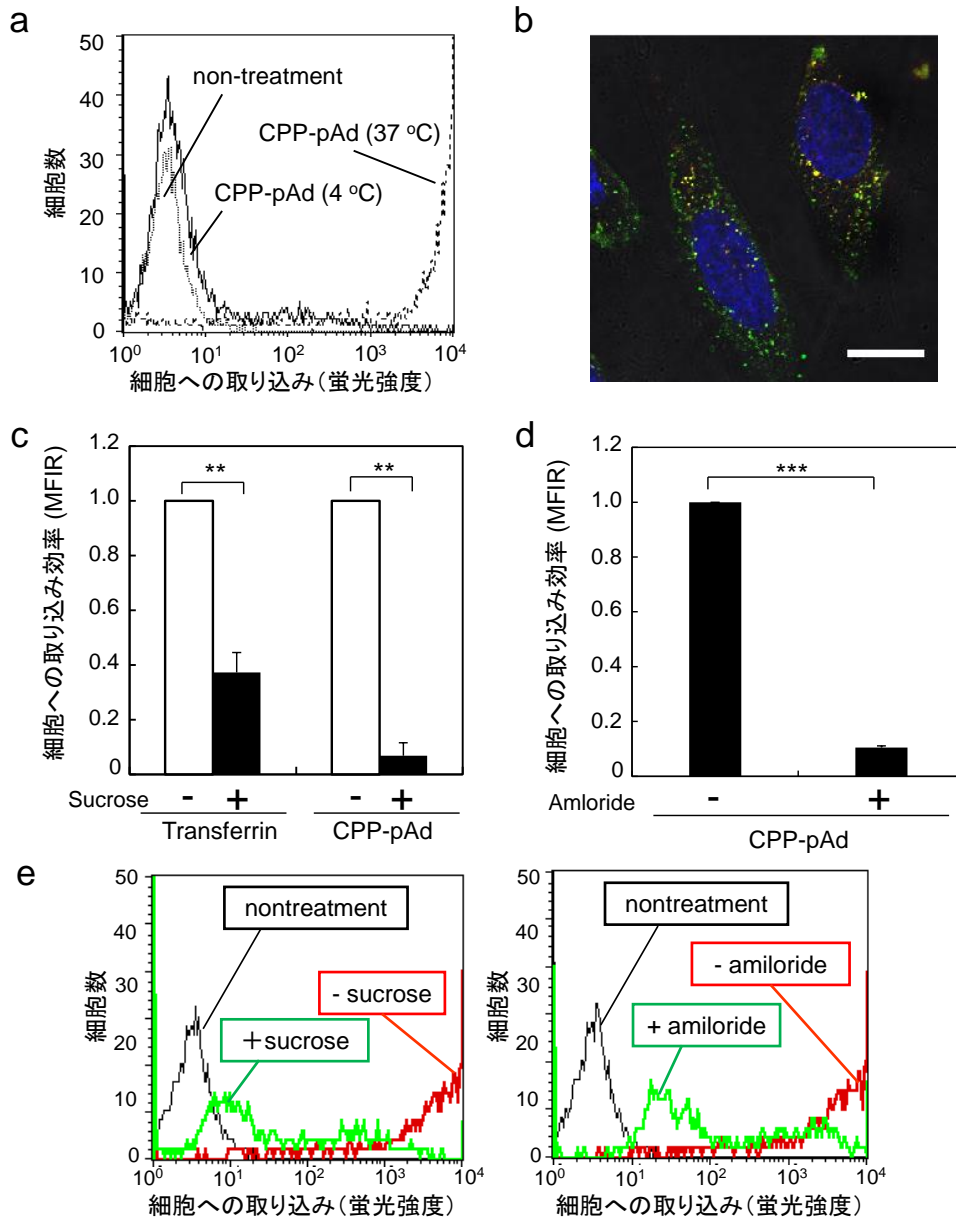 a
50
40
30
20
10
0
細胞数
non-treatment
CPP-pAd (37 °C)
CPP-pAd (4 °C)
10⁰ 10¹ 10² 10³ 10⁴
細胞への取り込み(蛍光強度)
b
c
1.2
1.0
0.8
0.6
0.4
0.2
0
細胞への取り込み効率 (MFIR)
** **
Sucrose - + - +
Transferrin CPP-pAd
d
1.2
1.0
0.8
0.6
0.4
0.2
0
細胞への取り込み効率 (MFIR)
***
Amloride - +
CPP-pAd
e
50
40
30
20
10
0
細胞数
nontreatment
- sucrose
+sucrose
10⁰ 10¹ 10² 10³ 10⁴
細胞への取り込み(蛍光強度)
50
40
30
20
10
0
細胞数
nontreatment
- amiloride
+ amiloride
10⁰ 10¹ 10² 10³ 10⁴
細胞への取り込み(蛍光強度)